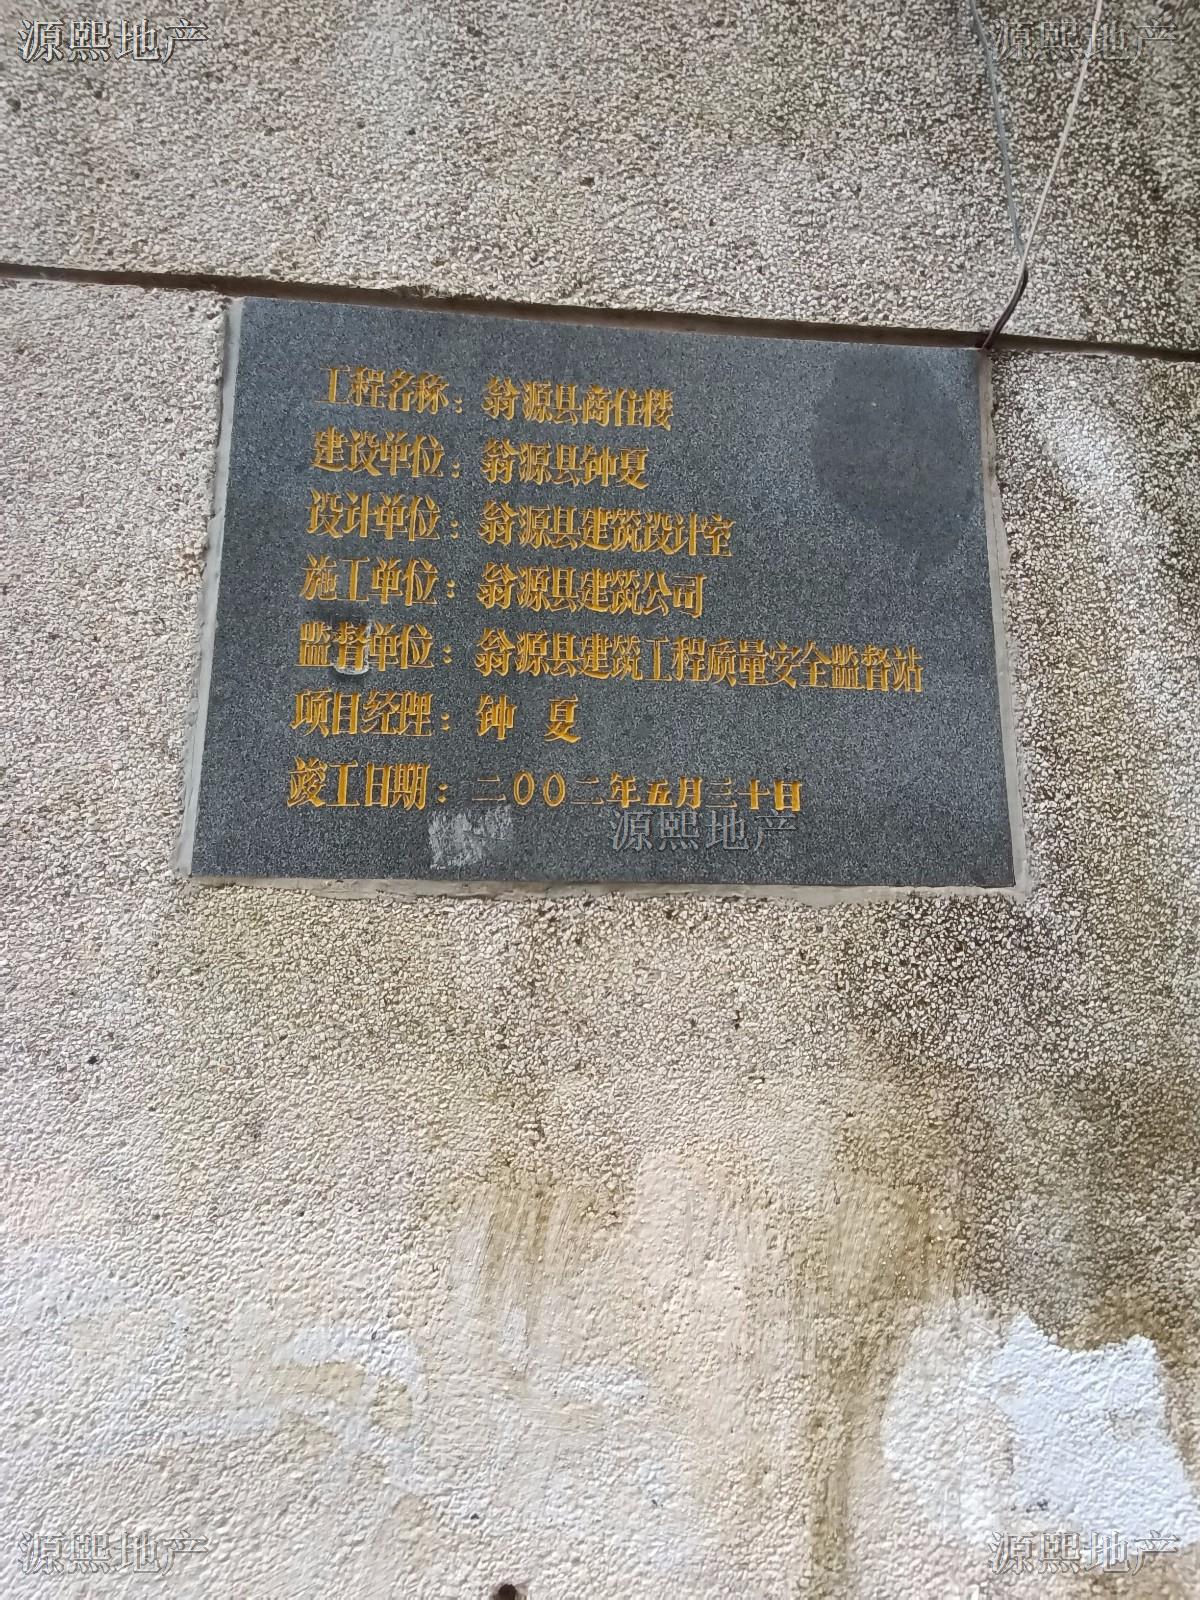 源熙地产
源熙地产
工程名称：翁源县商住楼
建设单位：翁源县钟夏
设计单位：翁源县建筑设计室
施工单位：翁源县建筑公司
监督单位：翁源县建筑工程质量安全监督站
项目经理：钟 夏
竣工日期：二00二年五月三十日
源熙地产
源熙地产
源熙地产